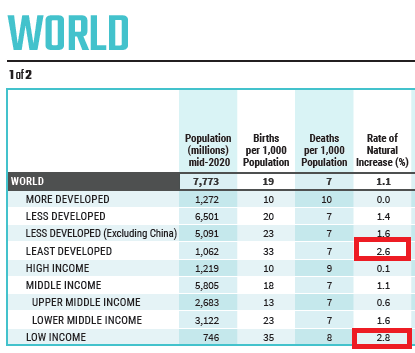 WORLD
1 of 2
Population (millions) mid-2020 Births per 1,000 Population Deaths per 1,000 Population Rate of Natural Increase (%)
WORLD 7,773 19 7 1.1
MORE DEVELOPED 1,272 10 10 0.0
LESS DEVELOPED 6,501 20 7 1.4
LESS DEVELOPED (Excluding China) 5,091 23 7 1.6
LEAST DEVELOPED 1,062 33 7 2.6
HIGH INCOME 1,219 10 9 0.1
MIDDLE INCOME 5,805 18 7 1.1
UPPER MIDDLE INCOME 2,683 13 7 0.6
LOWER MIDDLE INCOME 3,122 23 7 1.6
LOW INCOME 746 35 8 2.8